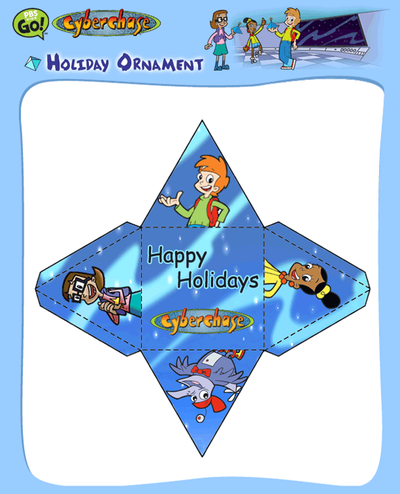 PBS
GO!
Cyberchase
Holiday Ornament
Happy
Holidays
Cyberchase